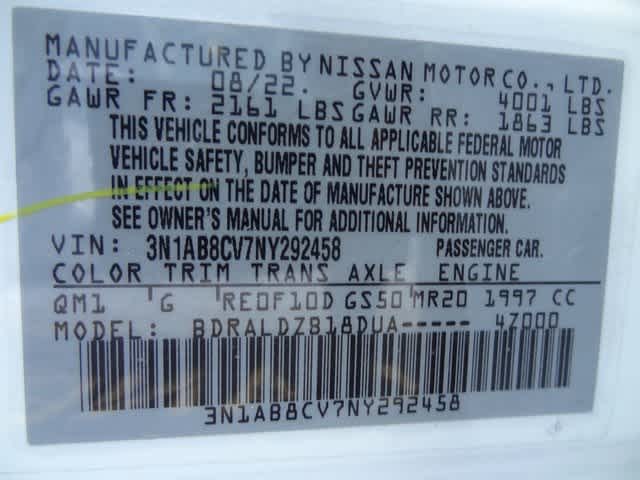 MANUFACTURED BY NISSAN MOTOR CO., LTD.
DATE: 08/22. GVWR: 4001 LBS
GAWR FR: 2161 LBS GAWR RR: 1863 LBS
THIS VEHICLE CONFORMS TO ALL APPLICABLE FEDERAL MOTOR
VEHICLE SAFETY, BUMPER AND THEFT PREVENTION STANDARDS
IN EFFECT ON THE DATE OF MANUFACTURE SHOWN ABOVE.
SEE OWNER'S MANUAL FOR ADDITIONAL INFORMATION.
VIN: 3N1AB8CV7NY292458 PASSENGER CAR.
COLOR TRIM TRANS AXLE ENGINE
QM1 G RE0F10D GS50 MR20 1997 CC
MODEL: BDRALDZ818DUA----- 4Z000
3N1AB8CV7NY292458